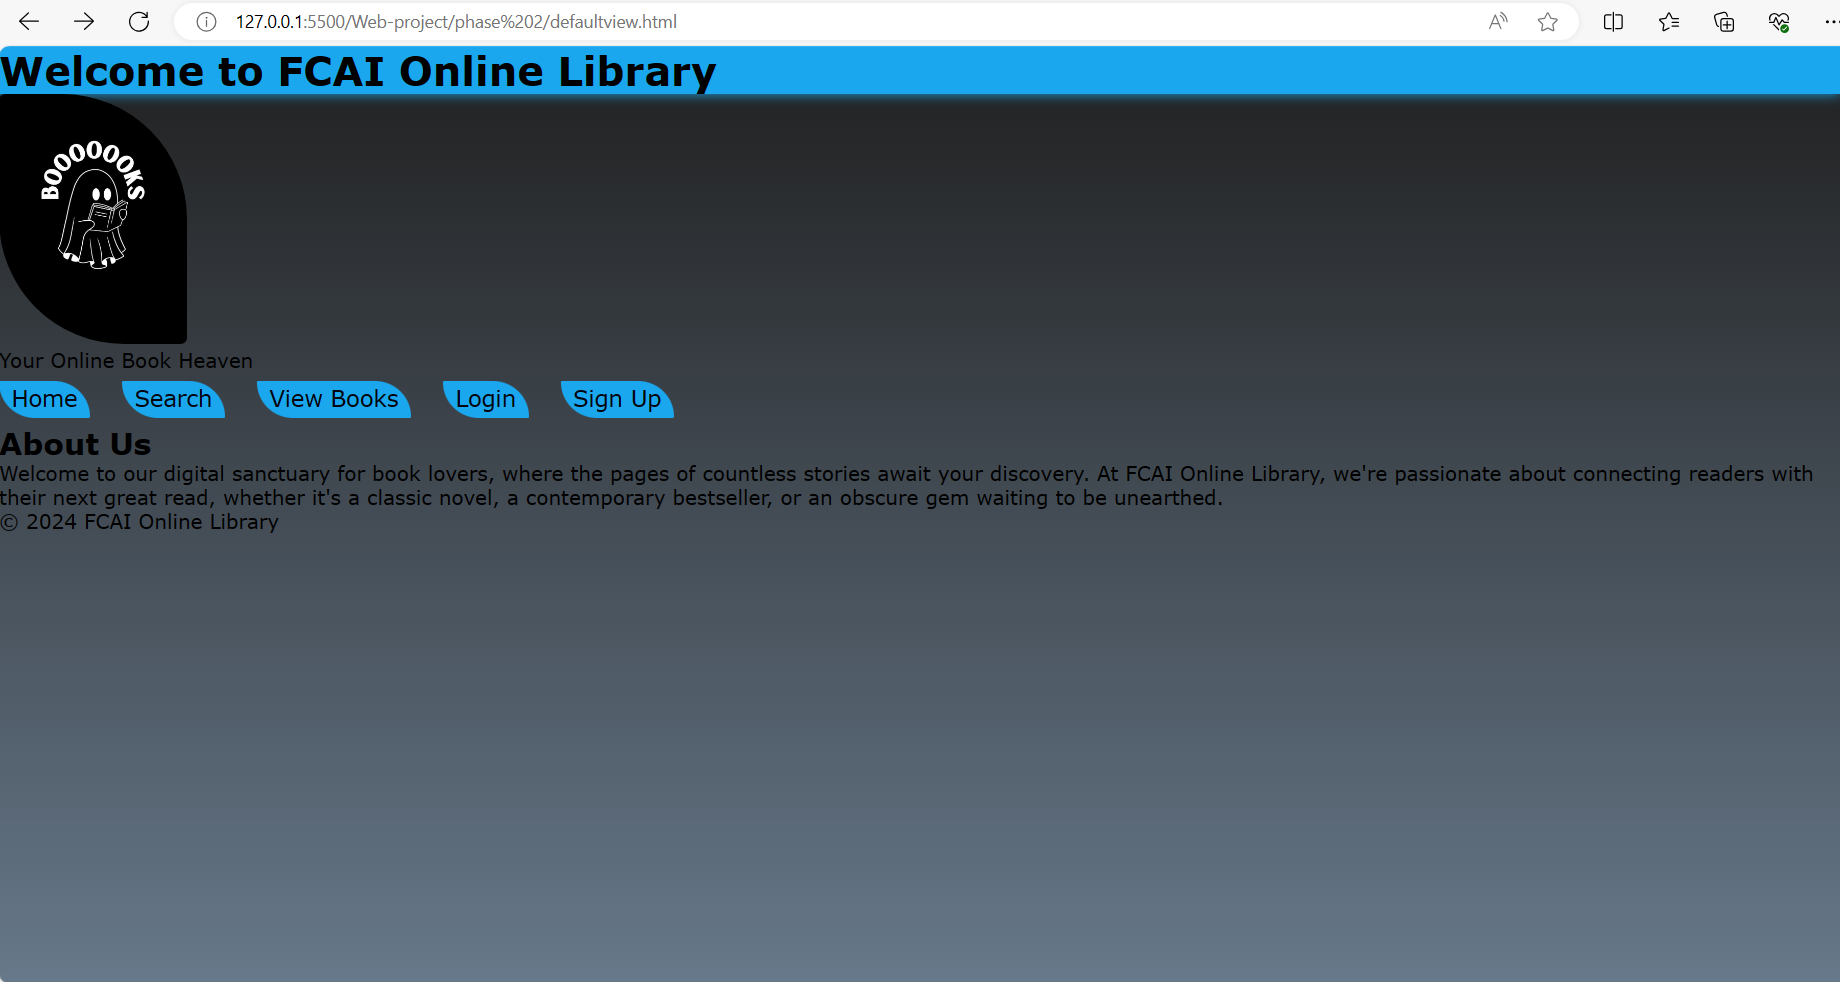 127.0.0.1:5500/Web-project/phase%202/defaultview.html
Welcome to FCAI Online Library
BOOOOOOKS
Your Online Book Heaven
Home Search View Books Login Sign Up
About Us
Welcome to our digital sanctuary for book lovers, where the pages of countless stories await your discovery. At FCAI Online Library, we're passionate about connecting readers with
their next great read, whether it's a classic novel, a contemporary bestseller, or an obscure gem waiting to be unearthed.
© 2024 FCAI Online Library